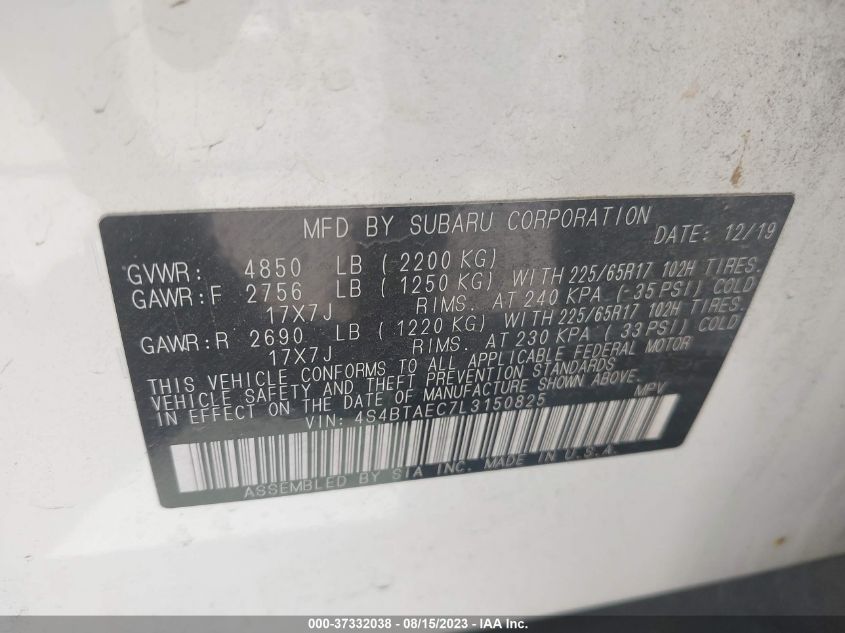 MFD BY SUBARU CORPORATION
DATE: 12/19
GVWR: 4850 LB (2200 KG)
GAWR:F 2756 LB (1250 KG) WITH 225/65R17 102H TIRES.
17X7J RIMS. AT 240 KPA (-35 PSI) COLD
GAWR:R 2690 LB (1220 KG) WITH 225/65R17 102H TIRES.
17X7J RIMS. AT 230 KPA (33 PSI) COLD
THIS VEHICLE CONFORMS TO ALL APPLICABLE FEDERAL MOTOR
VEHICLE SAFETY AND THEFT PREVENTION STANDARDS
IN EFFECT ON THE DATE OF MANUFACTURE SHOWN ABOVE.
VIN: 4S4BTAEC7L3150825 MPV
ASSEMBLED BY SIA INC. MADE IN U.S.A.
000-37332038 - 08/15/2023 - IAA Inc.